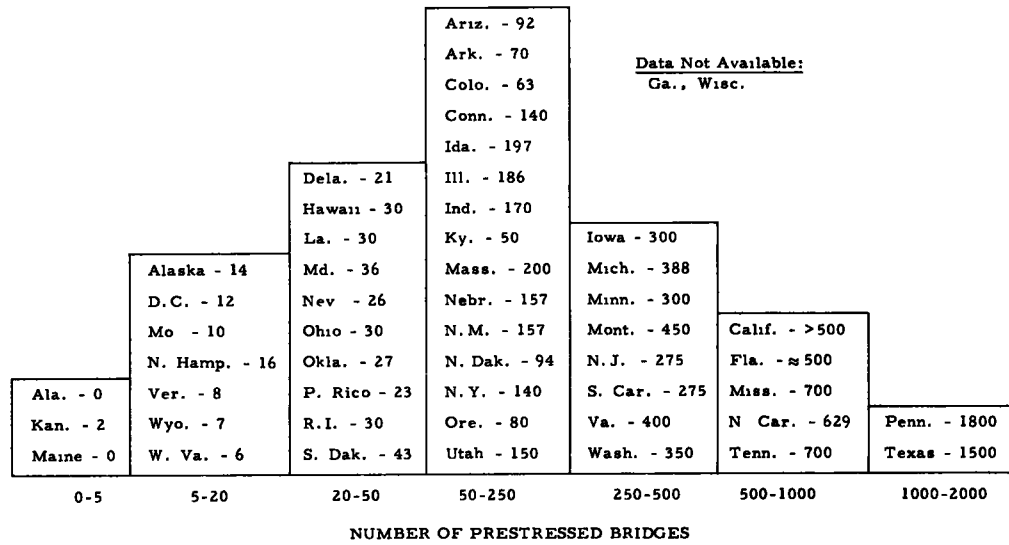 Data Not Available:
Ga., Wisc.
Ala. - 0
Kan. - 2
Maine - 0
0-5
Alaska - 14
D.C. - 12
Mo - 10
N. Hamp. - 16
Ver. - 8
Wyo. - 7
W. Va. - 6
5-20
Dela. - 21
Hawaii - 30
La. - 30
Md. - 36
Nev - 26
Ohio - 30
Okla. - 27
P. Rico - 23
R.I. - 30
S. Dak. - 43
20-50
Ariz. - 92
Ark. - 70
Colo. - 63
Conn. - 140
Ida. - 197
Ill. - 186
Ind. - 170
Ky. - 50
Mass. - 200
Nebr. - 157
N.M. - 157
N. Dak. - 94
N.Y. - 140
Ore. - 80
Utah - 150
50-250
Iowa - 300
Mich. - 388
Minn. - 300
Mont. - 450
N.J. - 275
S. Car. - 275
Va. - 400
Wash. - 350
250-500
Calif. - >500
Fla. - ≈500
Miss. - 700
N Car. - 629
Tenn. - 700
500-1000
Penn. - 1800
Texas - 1500
1000-2000
NUMBER OF PRESTRESSED BRIDGES